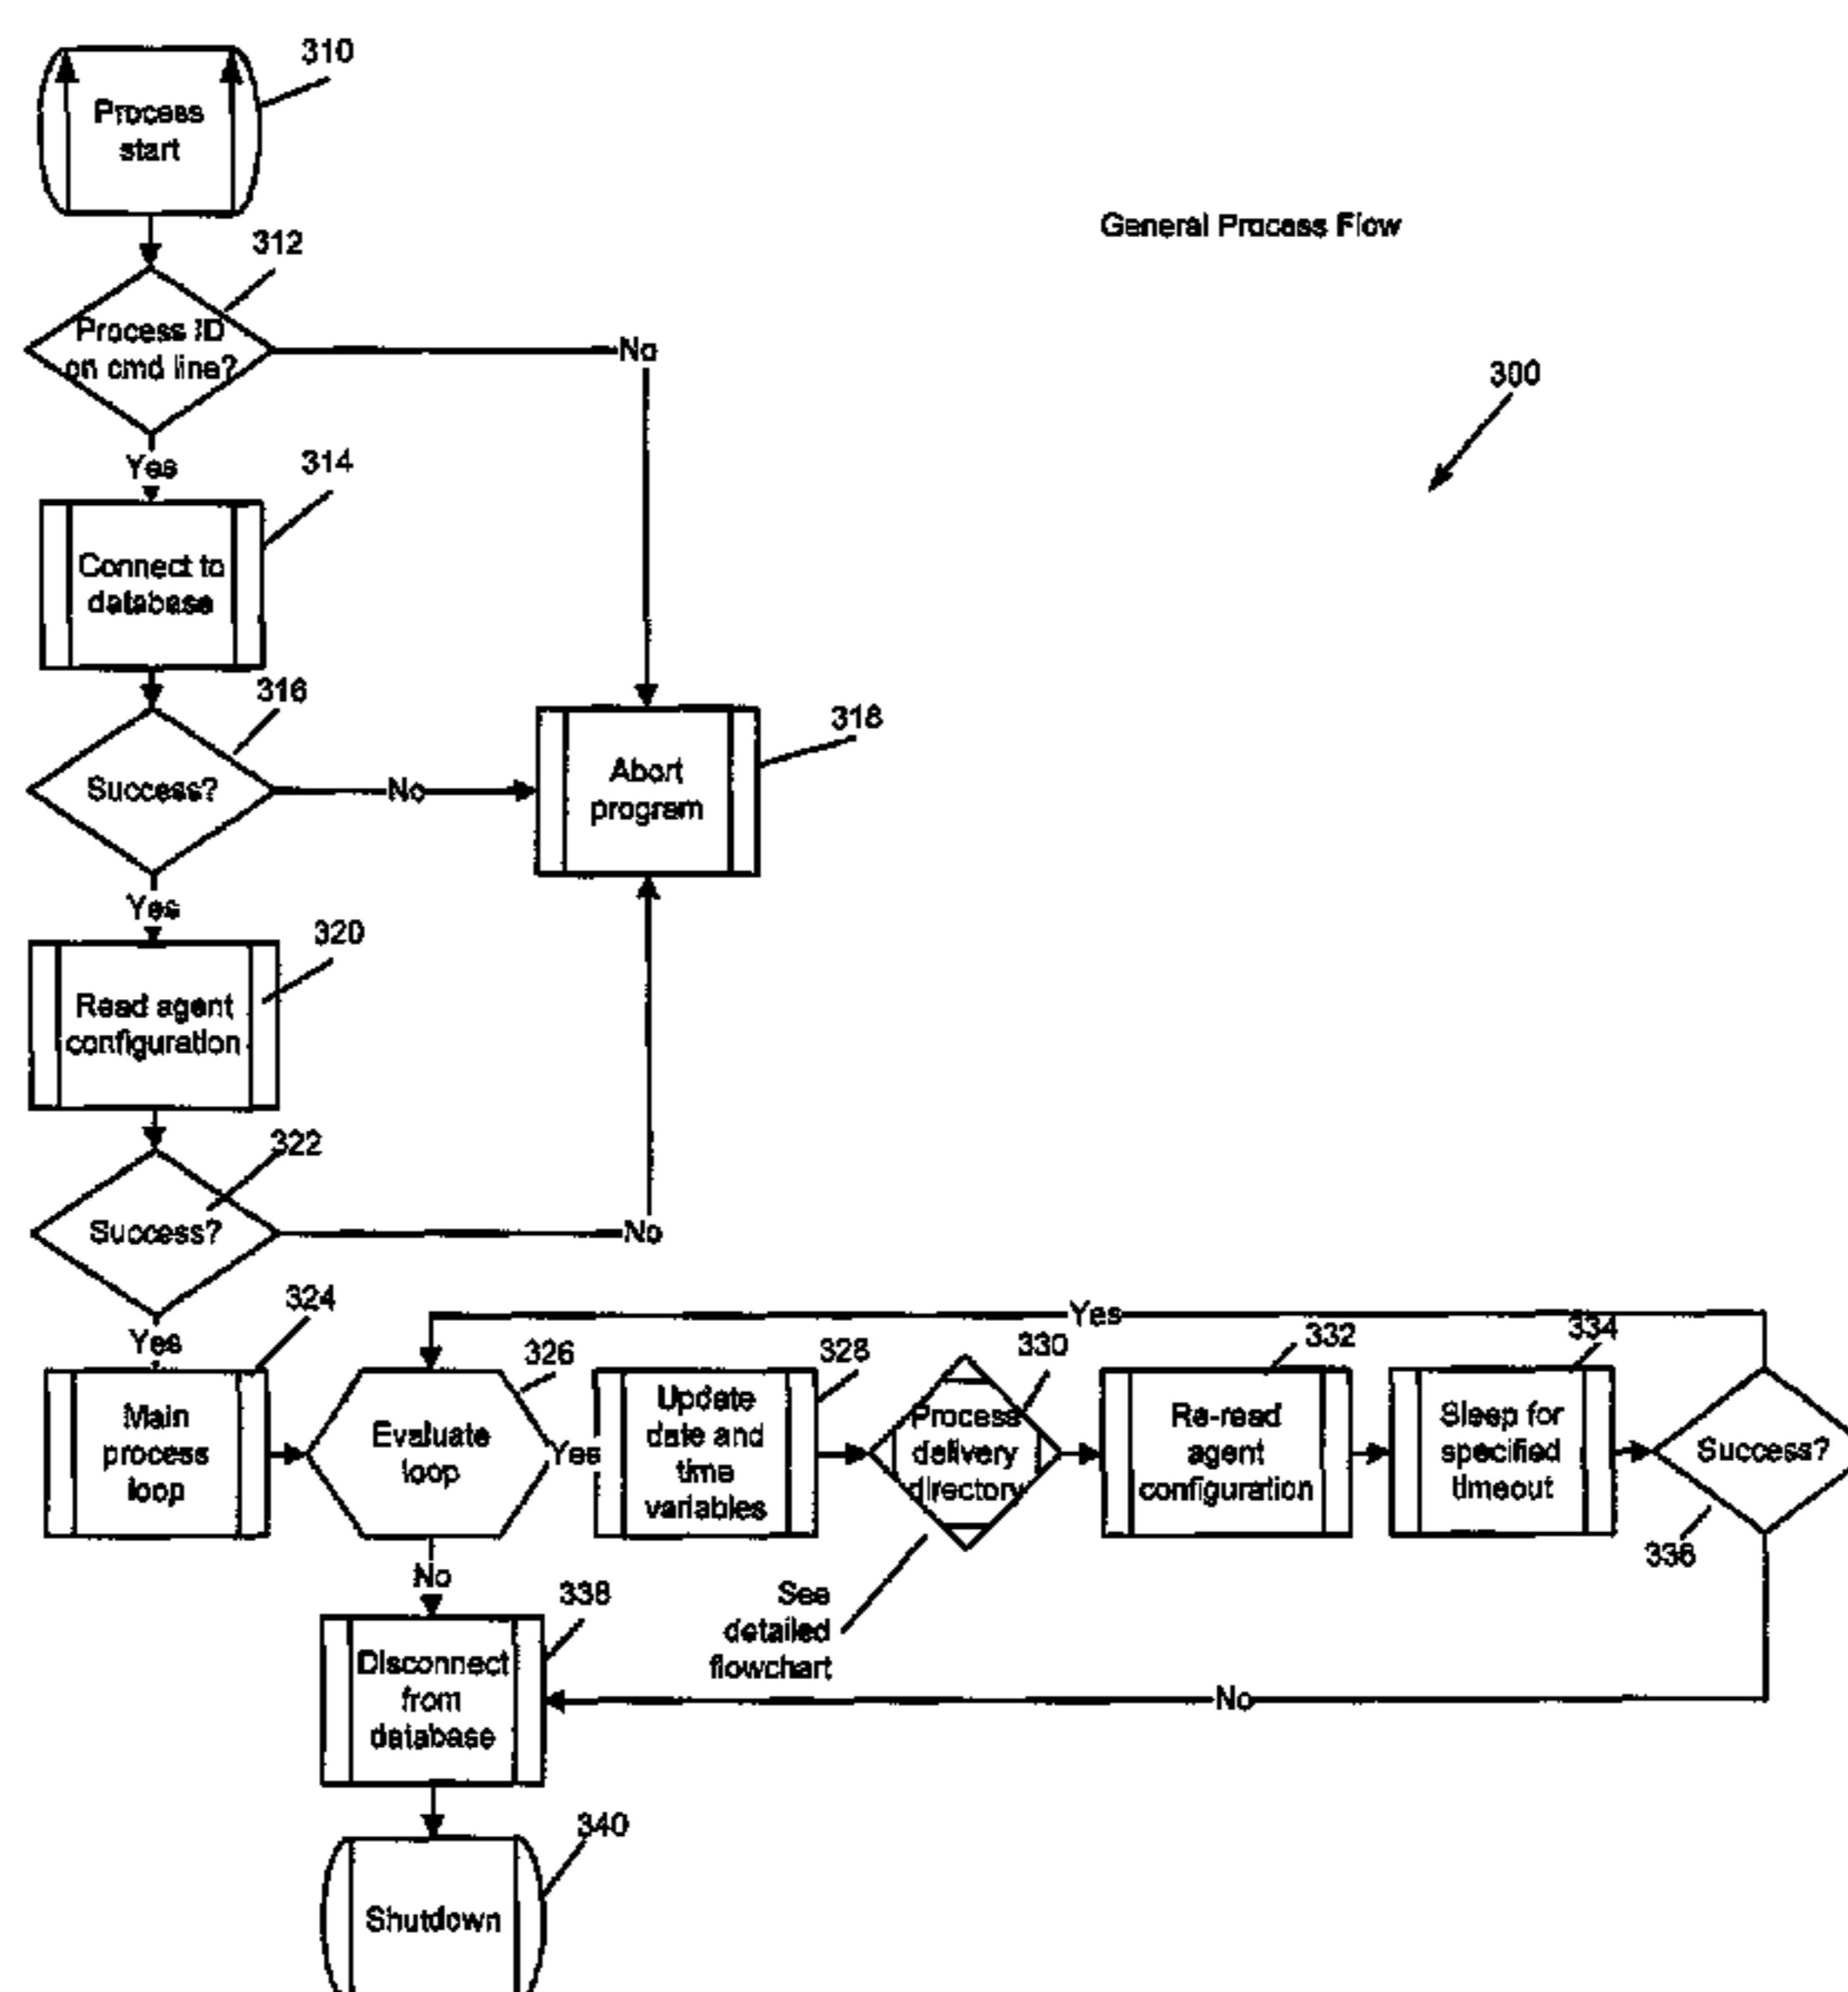 310
Process
start
General Process Flow
312
Process ID
on cmd line?
No
300
Yes
314
Connect to
database
316
Success?
No
318
Abort
program
Yes
320
Read agent
configuration
322
Success?
No
Yes
324
Main
process
loop
Yes
326
Evaluate
loop
Yes
328
Update
date and
time
variables
330
Process
delivery
directory
332
Re-read
agent
configuration
334
Sleep for
specified
timeout
Success?
336
No
338
Disconnect
from
database
See
detailed
flowchart
No
340
Shutdown